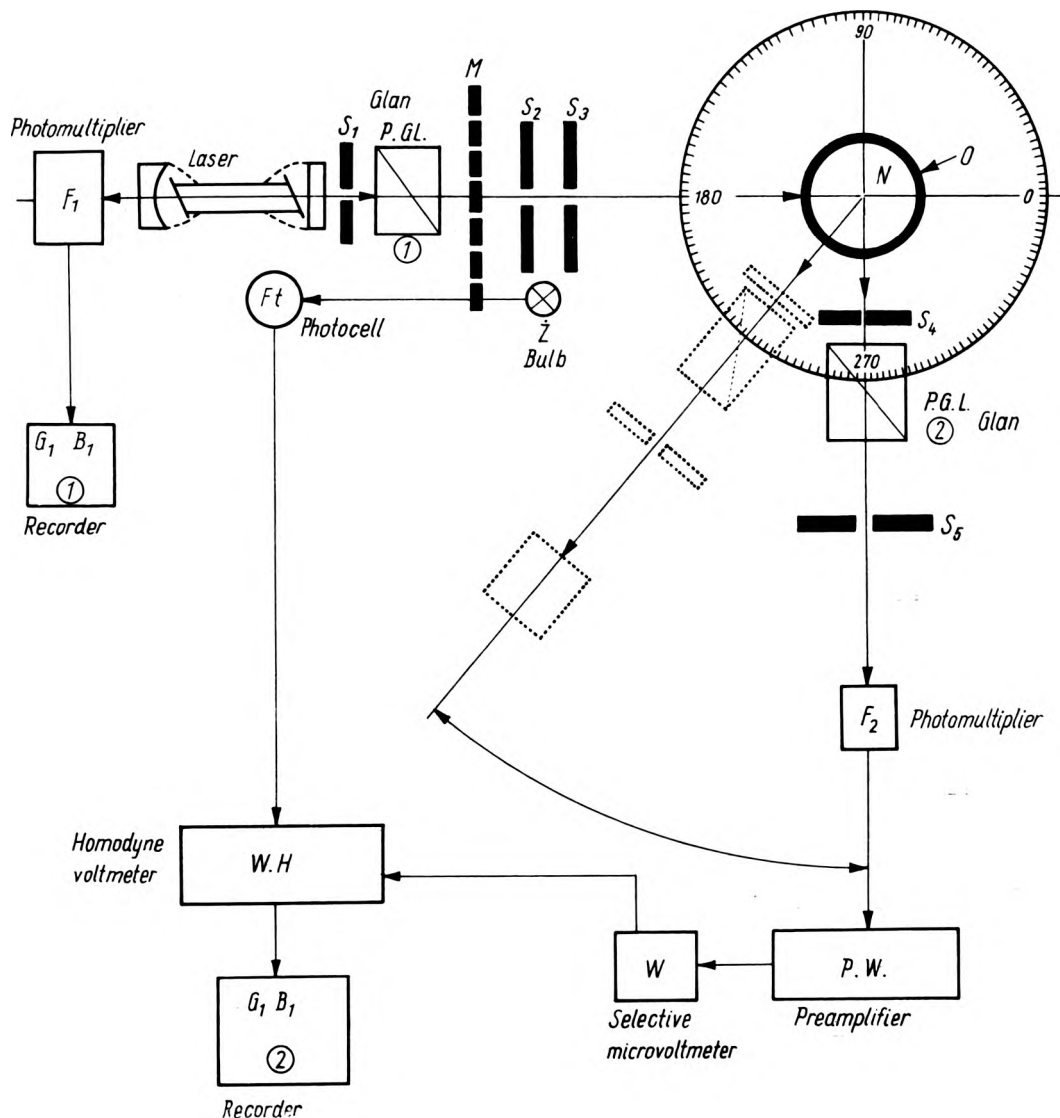 90
M
Glan
S1
P.GL.
S2
S3
Photomultiplier
Laser
F1
N
O
180
0
1
Ft
Photocell
Ż
Bulb
S4
270
P.G.L.
2
Glan
G1 B1
1
Recorder
S5
F2
Photomultiplier
Homodyne
voltmeter
W.H
W
P.W.
Selective
microvoltmeter
Preamplifier
G1 B1
2
Recorder